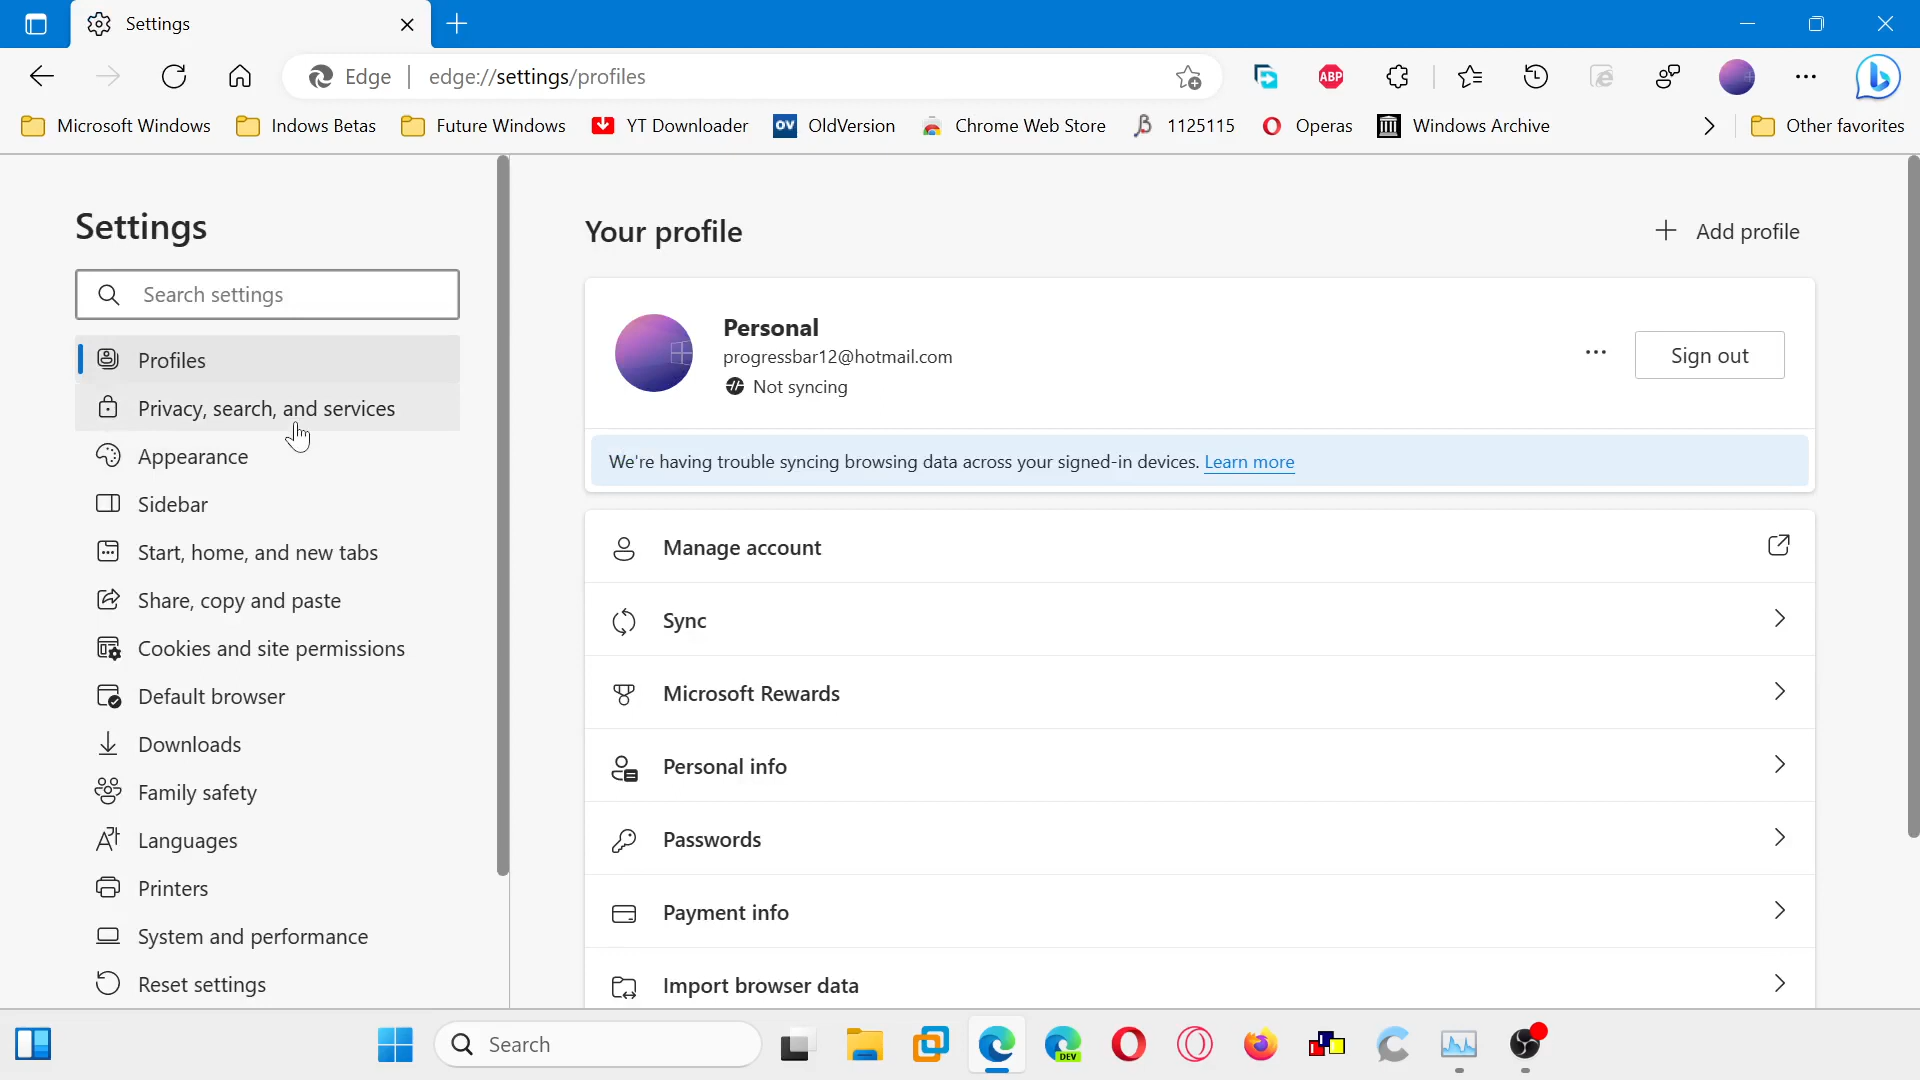 Settings
Edge | edge://settings/profiles
ABP
Microsoft Windows
Indows Betas
Future Windows
YT Downloader
OV OldVersion
Chrome Web Store
1125115
Operas
Windows Archive
Other favorites
Settings
Search settings
Profiles
Privacy, search, and services
Appearance
Sidebar
Start, home, and new tabs
Share, copy and paste
Cookies and site permissions
Default browser
Downloads
Family safety
Languages
Printers
System and performance
Reset settings
Your profile
Add profile
Personal
progressbar12@hotmail.com
Not syncing
Sign out
We're having trouble syncing browsing data across your signed-in devices. Learn more
Manage account
Sync
Microsoft Rewards
Personal info
Passwords
Payment info
Import browser data
Search
DEV